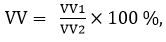 VV = VV1/VV2 × 100 %,